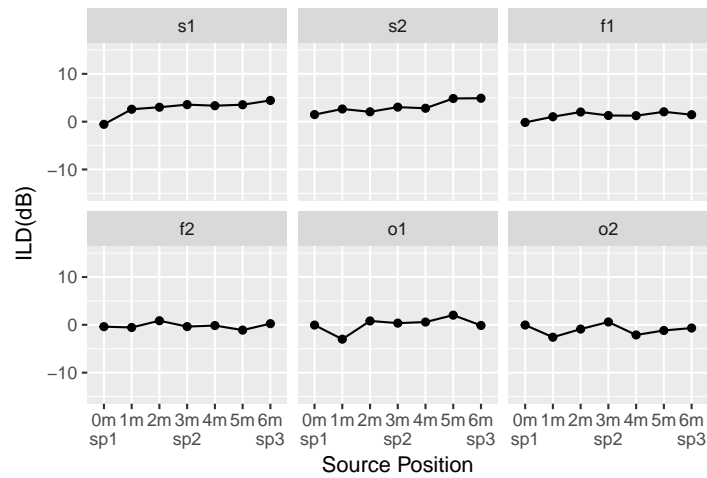 s1 s2 f1
10
0
−10
f2 o1 o2
10
0
−10
ILD(dB)
0m 1m 2m 3m 4m 5m 6m 0m 1m 2m 3m 4m 5m 6m 0m 1m 2m 3m 4m 5m 6m
sp1 sp2 sp3 sp1 sp2 sp3 sp1 sp2 sp3
Source Position